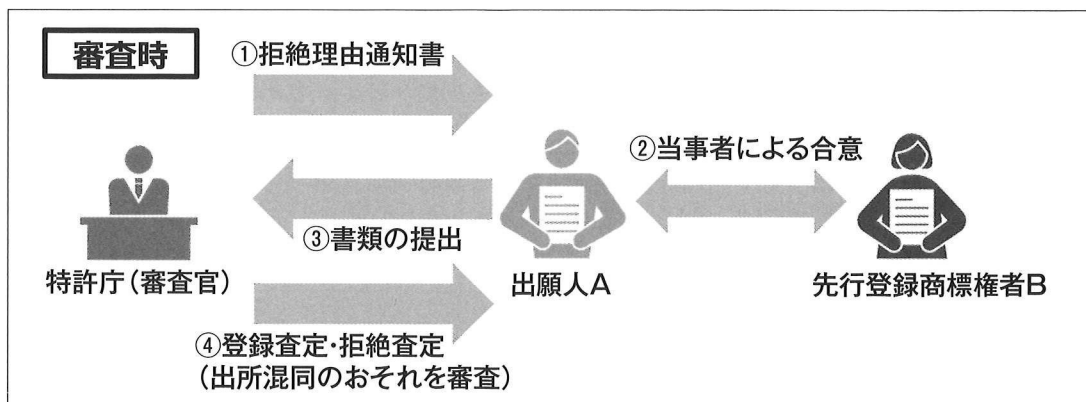 審査時
①拒絶理由通知書
②当事者による合意
③書類の提出
特許庁（審査官）
出願人A
先行登録商標権者B
④登録査定・拒絶査定
（出所混同のおそれを審査）